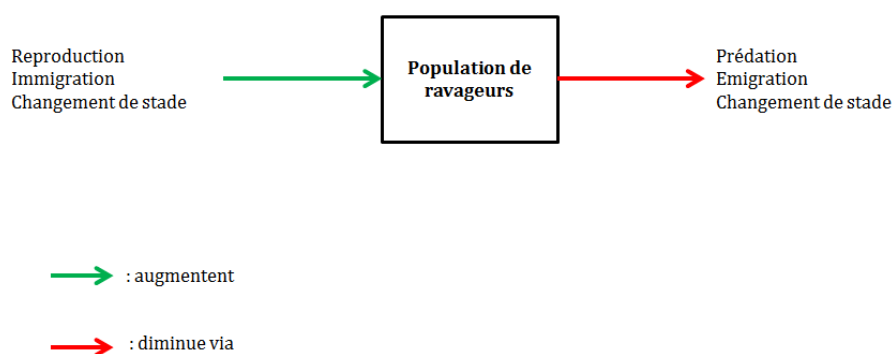 Reproduction
Immigration
Changement de stade
Population de
ravageurs
Prédation
Emigration
Changement de stade
: augmentent
: diminue via